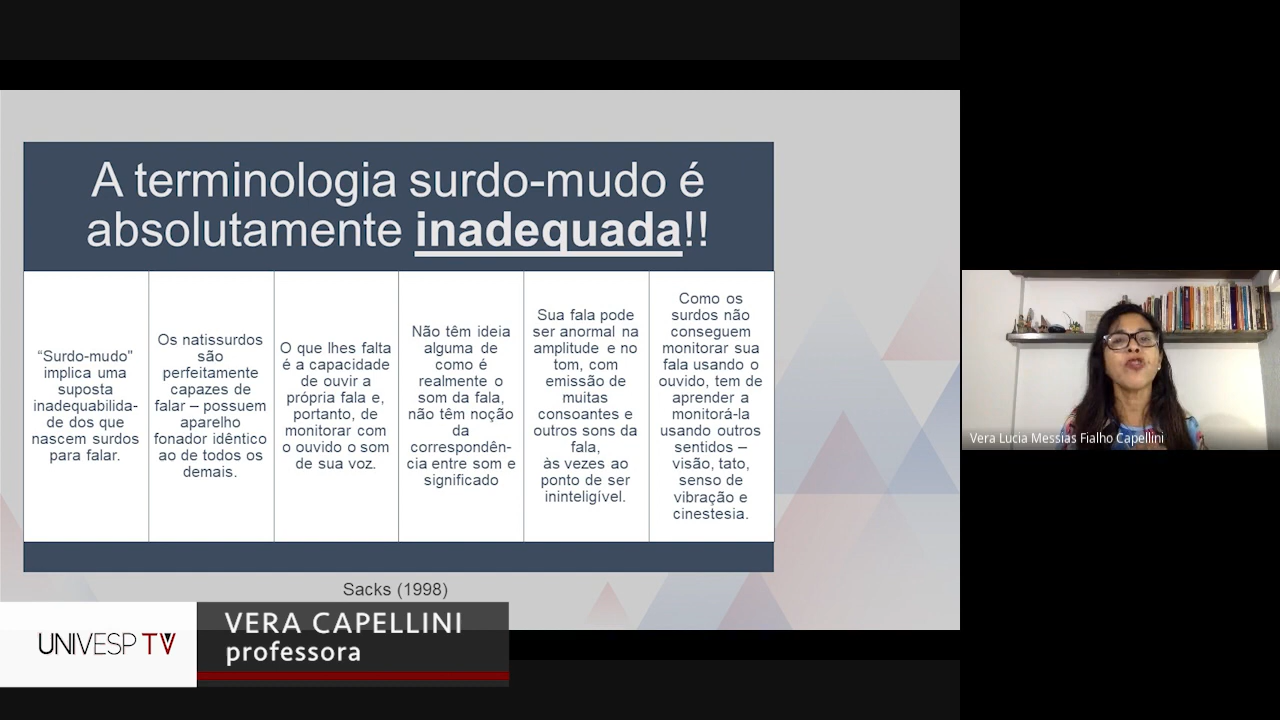 A terminologia surdo-mudo é
absolutamente inadequada!!
“Surdo-mudo”
implica uma
suposta
inadequabilida-
de dos que
nascem surdos
para falar.
Os natissurdos
são
perfeitamente
capazes de
falar – possuem
aparelho
fonador idêntico
ao de todos os
demais.
O que lhes falta
é a capacidade
de ouvir a
própria fala e,
portanto, de
monitorar com
o ouvido o som
de sua voz.
Não têm ideia
alguma de
como é
realmente o
som da fala,
não têm noção
da
correspondên-
cia entre som e
significado
Sua fala pode
ser anormal na
amplitude e no
tom, com
emissão de
muitas
consoantes e
outros sons da
fala,
às vezes ao
ponto de ser
ininteligível.
Como os
surdos não
conseguem
monitorar sua
fala usando o
ouvido, tem de
aprender a
monitorá-la
usando outros
sentidos –
visão, tato,
senso de
vibração e
cinestesia.
Sacks (1998)
UNIVESP TV
VERA CAPELLINI
professora
Vera Lucia Messias Fialho Capellini